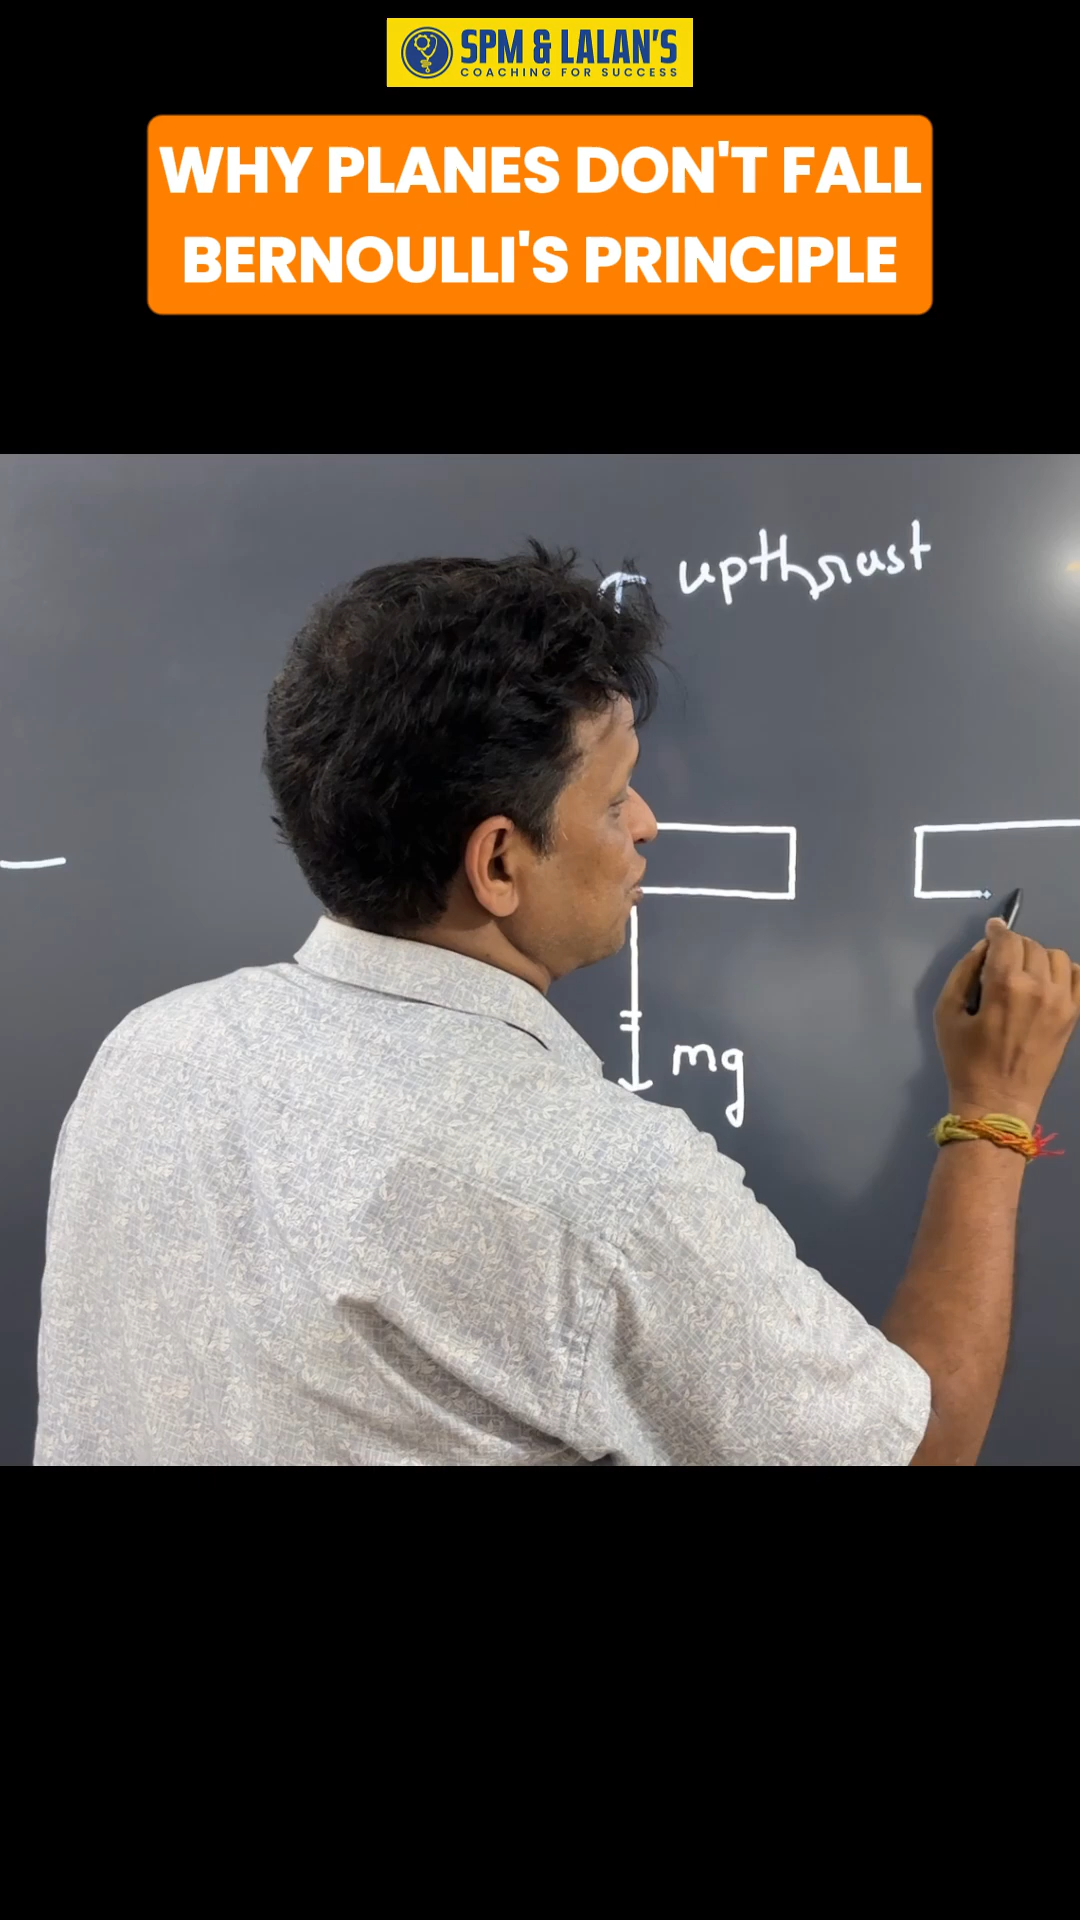 SPM & LALAN'S
COACHING FOR SUCCESS
WHY PLANES DON'T FALL
BERNOULLI'S PRINCIPLE
upthrust
mg